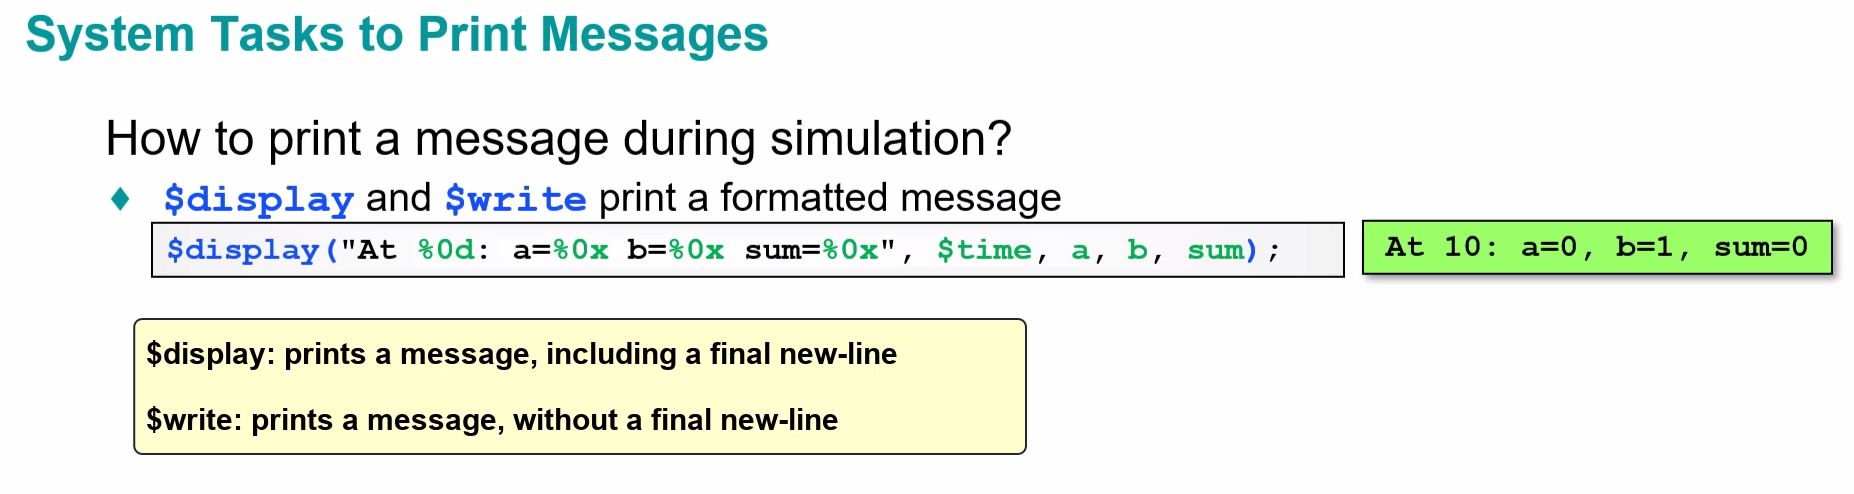 System Tasks to Print Messages
How to print a message during simulation?
$display and $write print a formatted message
$display("At %0d: a=%0x b=%0x sum=%0x", $time, a, b, sum);
At 10: a=0, b=1, sum=0
$display: prints a message, including a final new-line
$write: prints a message, without a final new-line